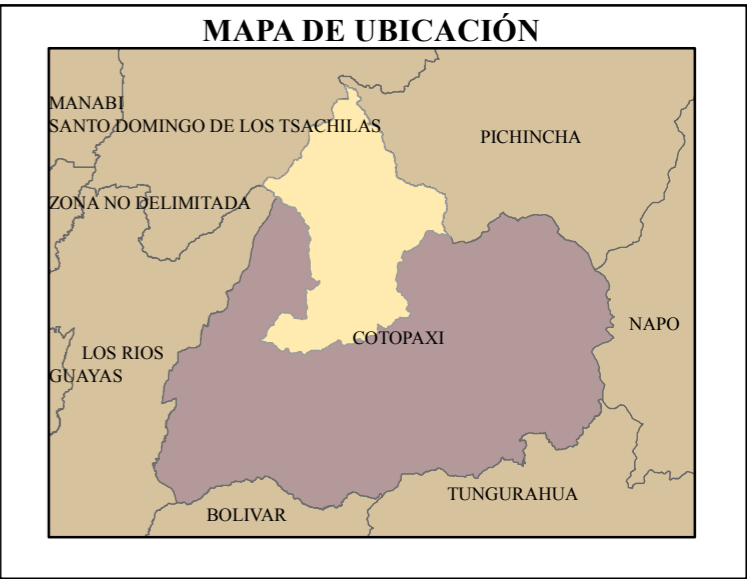 MAPA DE UBICACIÓN
MANABI
SANTO DOMINGO DE LOS TSACHILAS
PICHINCHA
ZONA NO DELIMITADA
NAPO
COTOPAXI
LOS RIOS
GUAYAS
TUNGURAHUA
BOLIVAR